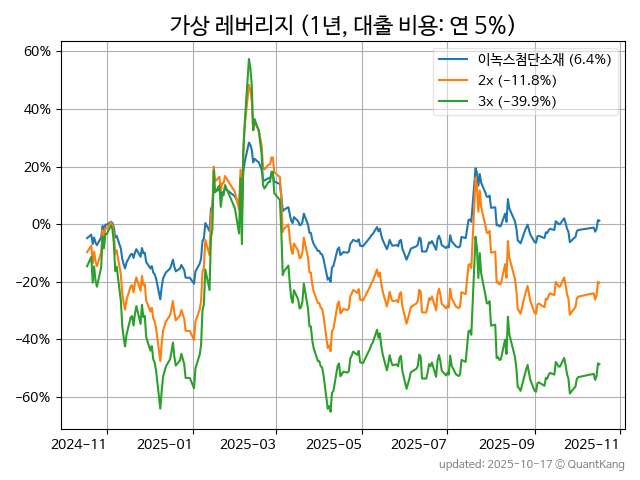 가상 레버리지 (1년, 대출 비용: 연 5%)
이녹스첨단소재 (6.4%)
2x (−11.8%)
3x (−39.9%)
60%
40%
20%
0%
−20%
−40%
−60%
2024-11 2025-01 2025-03 2025-05 2025-07 2025-09 2025-11
updated: 2025-10-17 ⓒ QuantKang